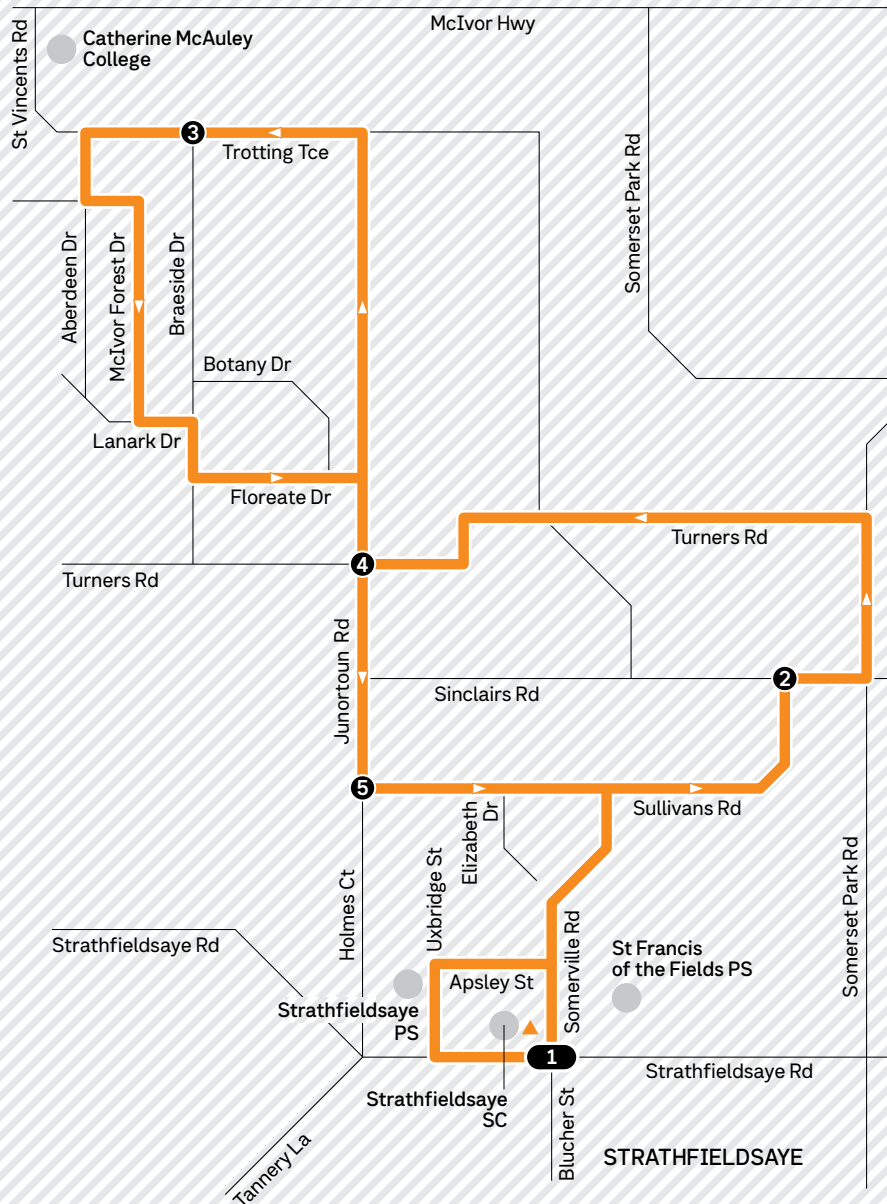 McIvor Hwy
St Vincents Rd
Catherine McAuley
College
3
Trotting Tce
Somerset Park Rd
Aberdeen Dr
McIvor Forest Dr
Braeside Dr
Botany Dr
Lanark Dr
Floreate Dr
Turners Rd
4
Turners Rd
Junortoun Rd
Sinclairs Rd
2
5
Sullivans Rd
Elizabeth
Dr
Uxbridge St
Holmes Ct
Somerset Park Rd
Strathfieldsaye Rd
Apsley St
Somerville Rd
St Francis
of the Fields PS
Strathfieldsaye
PS
1
Strathfieldsaye Rd
Strathfieldsaye
SC
Blucher St
Tannery La
STRATHFIELDSAYE